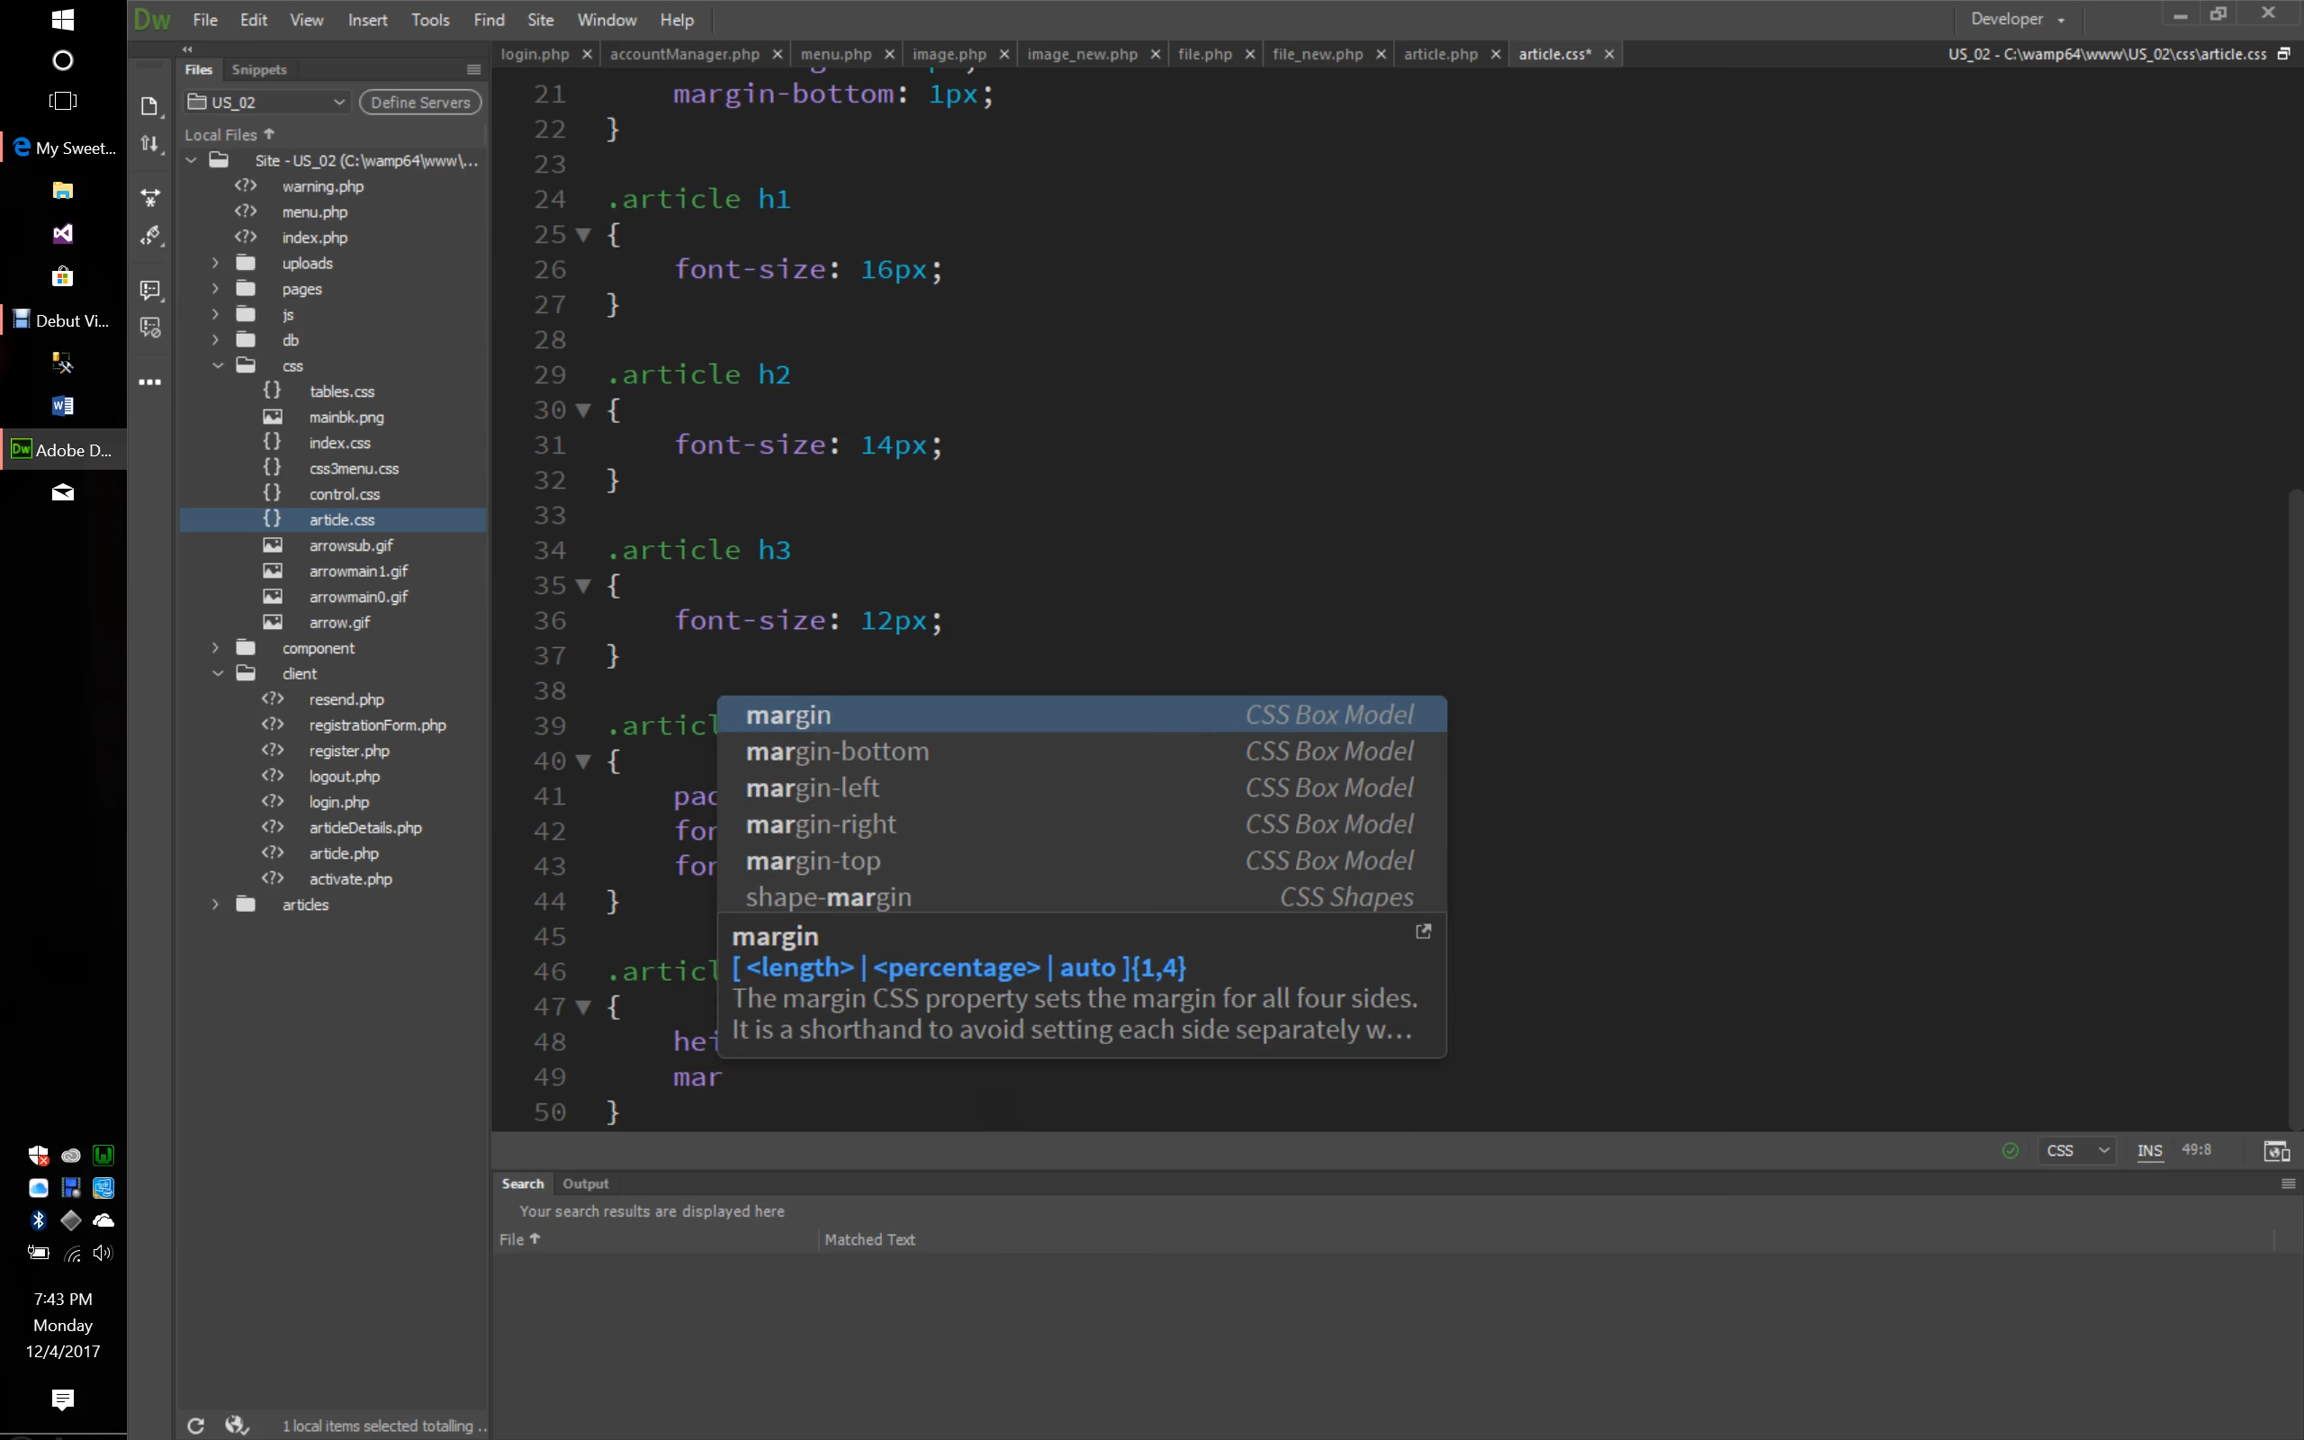 Dw File Edit View Insert Tools Find Site Window Help Developer
login.php accountManager.php menu.php image.php image_new.php file.php file_new.php article.php article.css* US_02 - C:\wamp64\www\US_02\css\article.css
My Sweet...
Debut Vi...
Dw Adobe D...
7:43 PM
Monday
12/4/2017
Files Snippets
US_02 Define Servers
Local Files
Site - US_02 (C:\wamp64\www\...
warning.php
menu.php
index.php
uploads
pages
js
db
css
tables.css
mainbk.png
index.css
css3menu.css
control.css
article.css
arrowsub.gif
arrowmain1.gif
arrowmain0.gif
arrow.gif
component
client
resend.php
registrationForm.php
register.php
logout.php
login.php
articleDetails.php
article.php
activate.php
articles
1 local items selected totalling ..
21 margin-bottom: 1px;
22 }
23
24 .article h1
25 {
26 font-size: 16px;
27 }
28
29 .article h2
30 {
31 font-size: 14px;
32 }
33
34 .article h3
35 {
36 font-size: 12px;
37 }
38
39 .articl
40 {
41 pac
42 for
43 for
44 }
45
46 .articl
47 {
48 hei
49 mar
50 }
margin CSS Box Model
margin-bottom CSS Box Model
margin-left CSS Box Model
margin-right CSS Box Model
margin-top CSS Box Model
shape-margin CSS Shapes
margin
[ <length> | <percentage> | auto ]{1,4}
The margin CSS property sets the margin for all four sides.
It is a shorthand to avoid setting each side separately w...
CSS INS 49:8
Search Output
Your search results are displayed here
File Matched Text